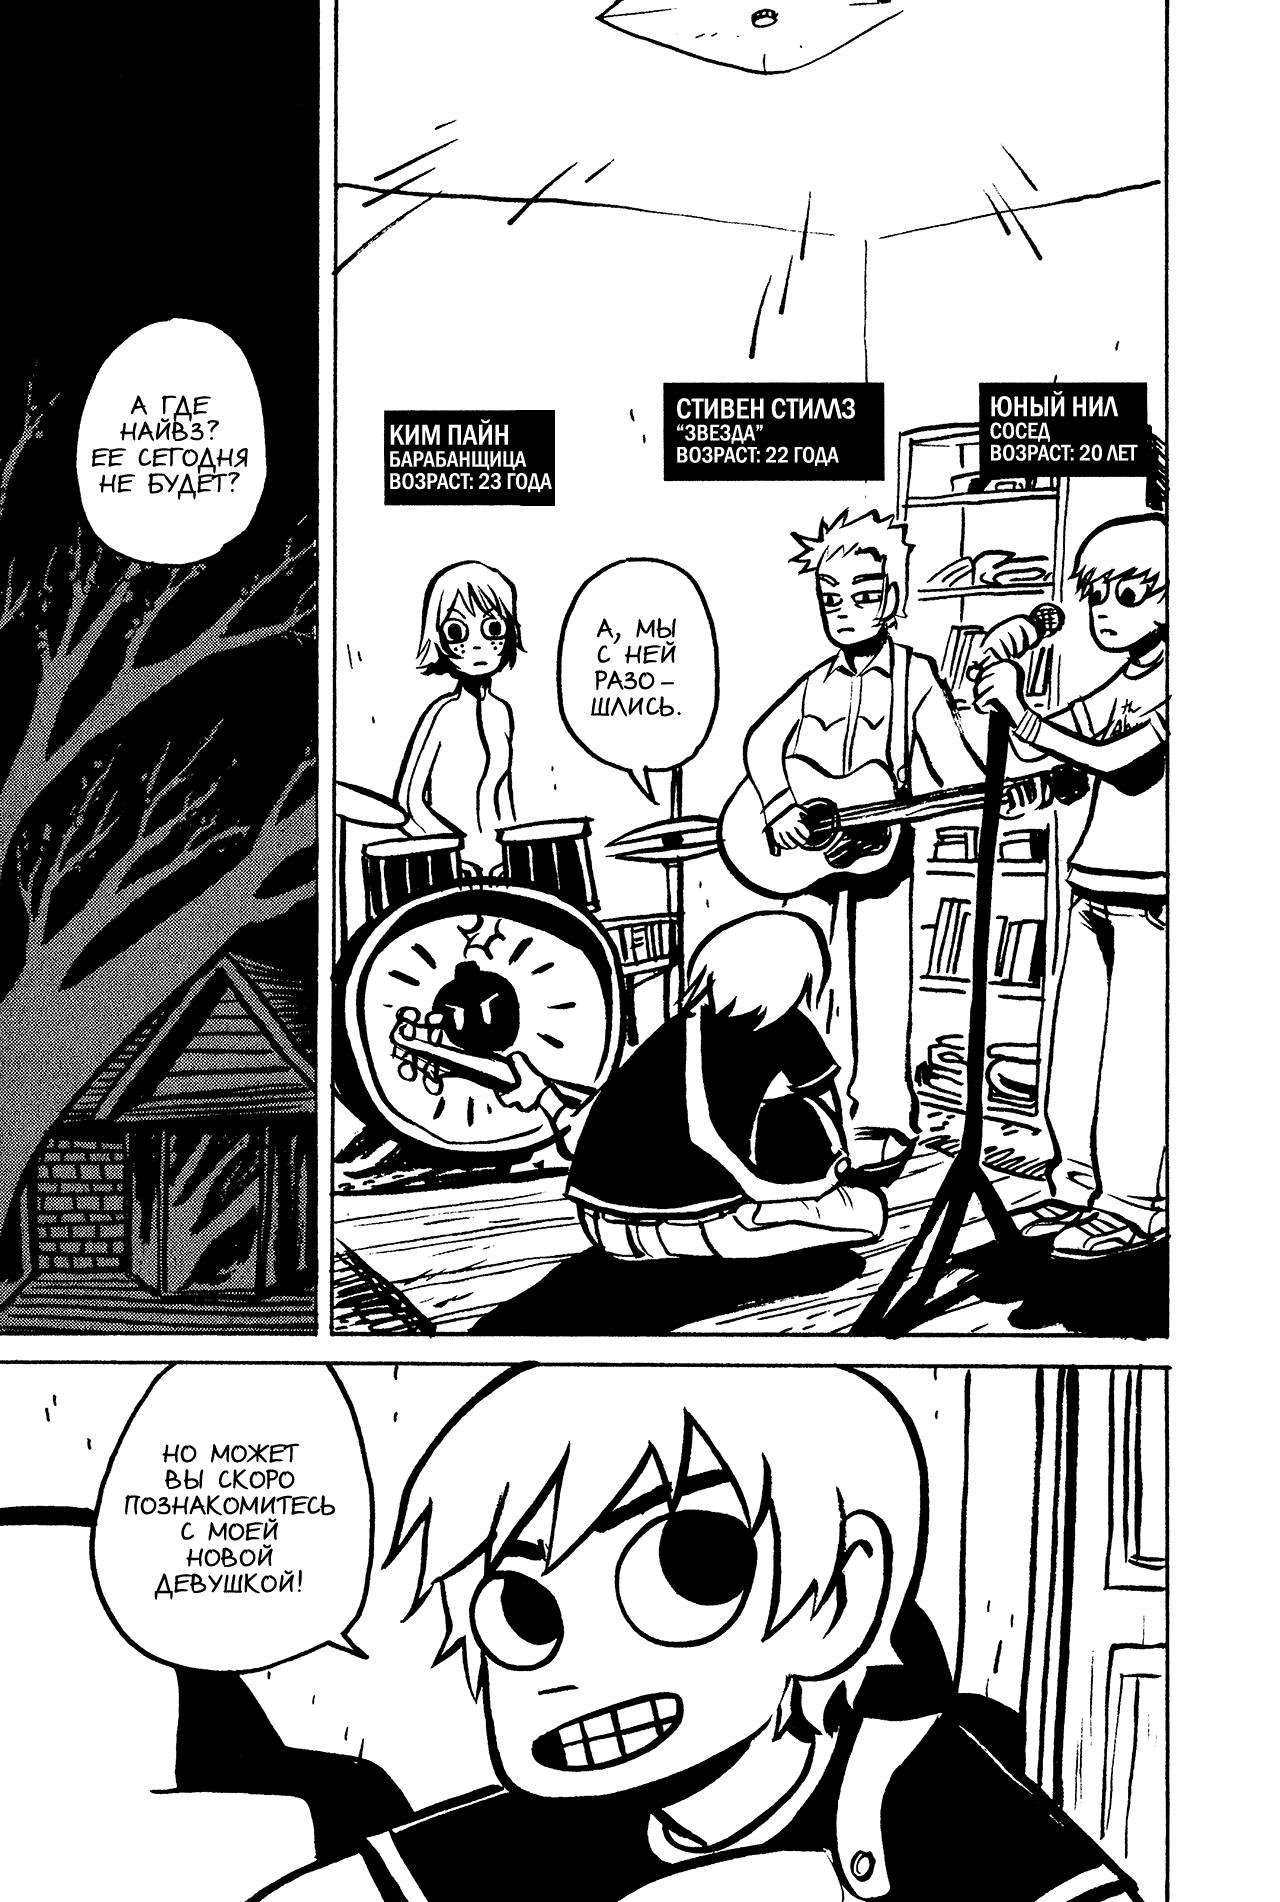 А ГДЕ
НАЙВЗ?
ЕЕ СЕГОДНЯ
НЕ БУДЕТ?
КИМ ПАЙН
БАРАБАНЩИЦА
ВОЗРАСТ: 23 ГОДА
СТИВЕН СТИЛЛЗ
“ЗВЕЗДА”
ВОЗРАСТ: 22 ГОДА
ЮНЫЙ НИЛ
СОСЕД
ВОЗРАСТ: 20 ЛЕТ
А, МЫ
С НЕЙ
РАЗО –
ШЛИСЬ.
НО МОЖЕТ
ВЫ СКОРО
ПОЗНАКОМИТЕСЬ
С МОЕЙ
НОВОЙ
ДЕВУШКОЙ!